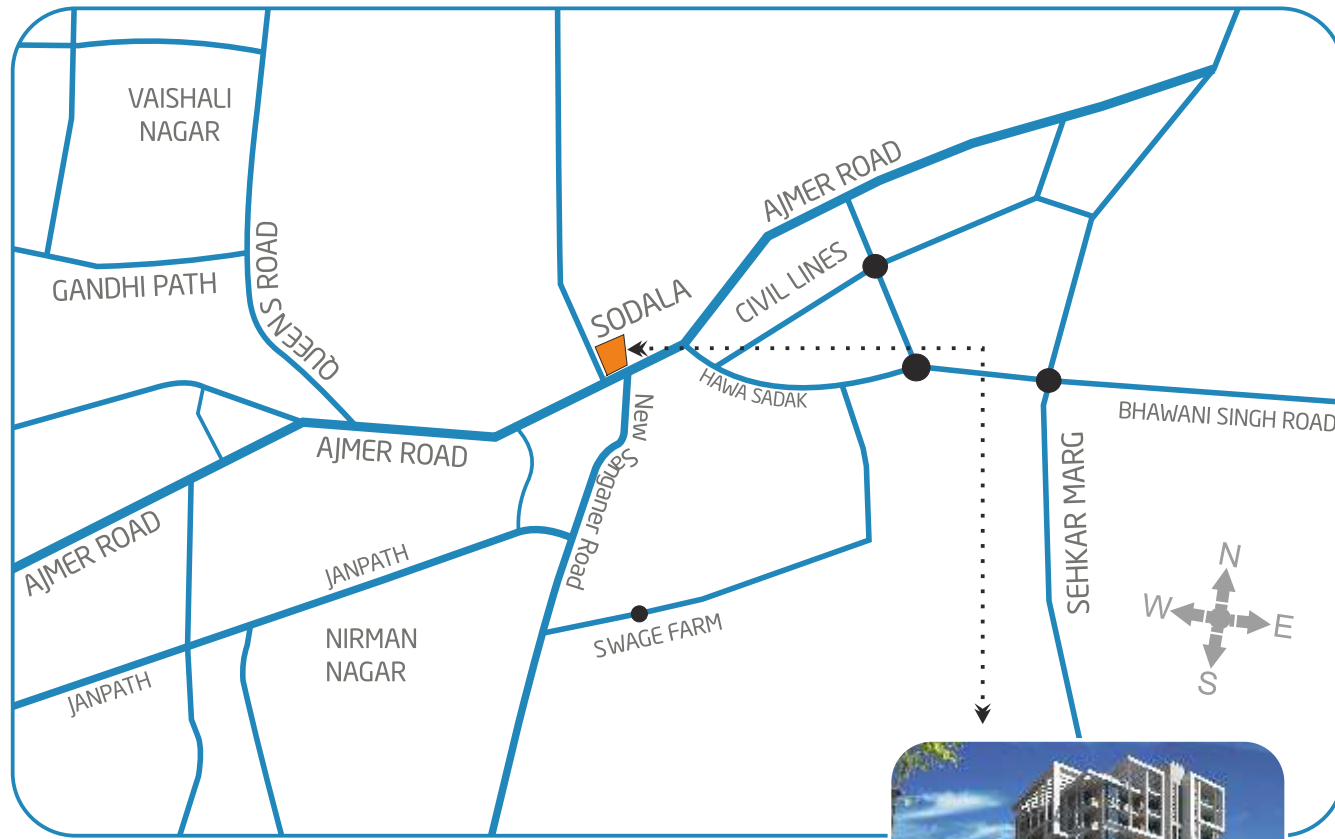 VAISHALI
NAGAR
AJMER ROAD
QUEEN S ROAD
CIVIL LINES
GANDHI PATH
SODALA
HAWA SADAK
BHAWANI SINGH ROAD
AJMER ROAD
New Sanganer Road
SEHKAR MARG
AJMER ROAD
JANPATH
N
W
E
S
SWAGE FARM
NIRMAN
NAGAR
JANPATH